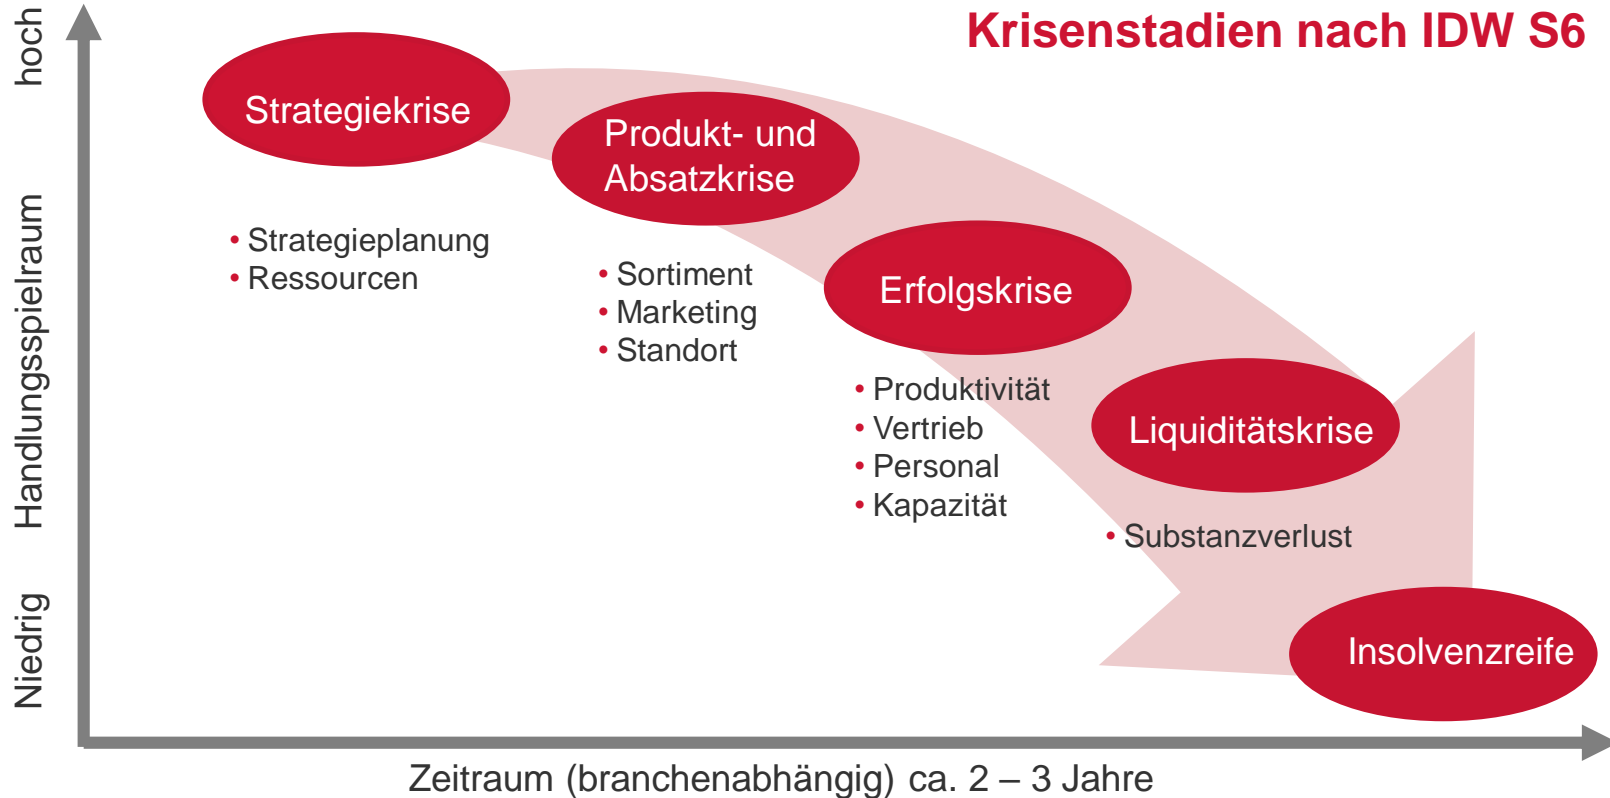 Krisenstadien nach IDW S6
hoch
Handlungsspielraum
Niedrig
Strategiekrise
• Strategieplanung
• Ressourcen
Produkt- und
Absatzkrise
• Sortiment
• Marketing
• Standort
Erfolgskrise
• Produktivität
• Vertrieb
• Personal
• Kapazität
Liquiditätskrise
• Substanzverlust
Insolvenzreife
Zeitraum (branchenabhängig) ca. 2 – 3 Jahre